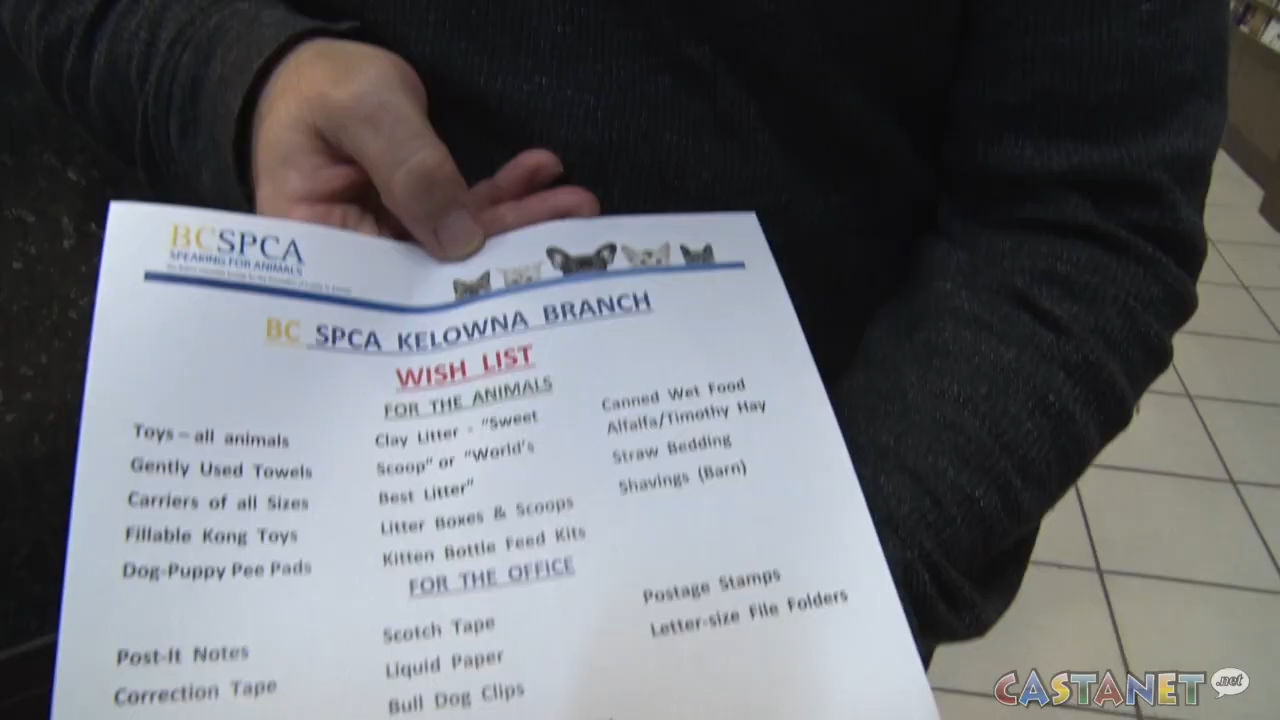 BCSPCA
SPEAKING FOR ANIMALS
BC SPCA KELOWNA BRANCH
WISH LIST
FOR THE ANIMALS
Toys – all animals
Gently Used Towels
Carriers of all Sizes
Fillable Kong Toys
Dog-Puppy Pee Pads
Clay Litter - "Sweet
Scoop" or "World's
Best Litter"
Litter Boxes & Scoops
Kitten Bottle Feed Kits
Canned Wet Food
Alfalfa/Timothy Hay
Straw Bedding
Shavings (Barn)
FOR THE OFFICE
Post-It Notes
Correction Tape
Scotch Tape
Liquid Paper
Bull Dog Clips
Postage Stamps
Letter-size File Folders
CASTANET.net